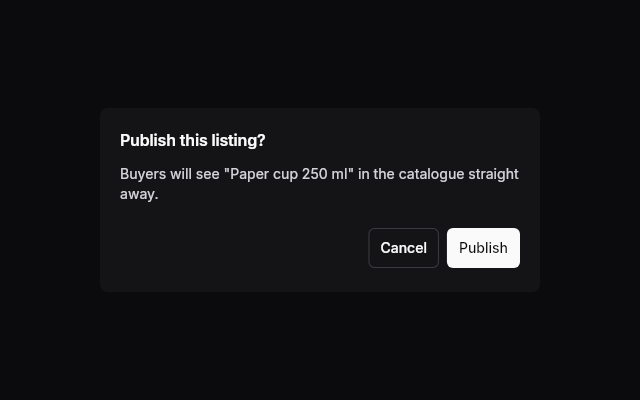 Publish this listing?
Buyers will see "Paper cup 250 ml" in the catalogue straight
away.
Cancel
Publish